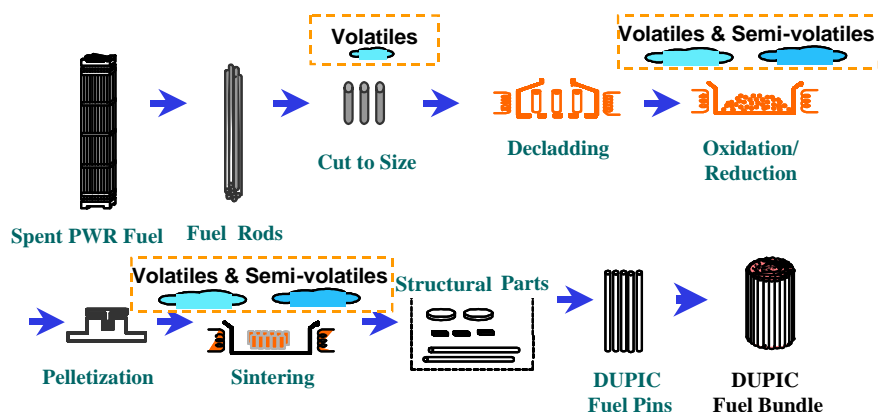 Volatiles
Volatiles & Semi-volatiles
Cut to Size
Decladding
Oxidation/
Reduction
Spent PWR Fuel
Fuel Rods
Volatiles & Semi-volatiles
Structural Parts
Pelletization
Sintering
DUPIC
Fuel Pins
DUPIC
Fuel Bundle